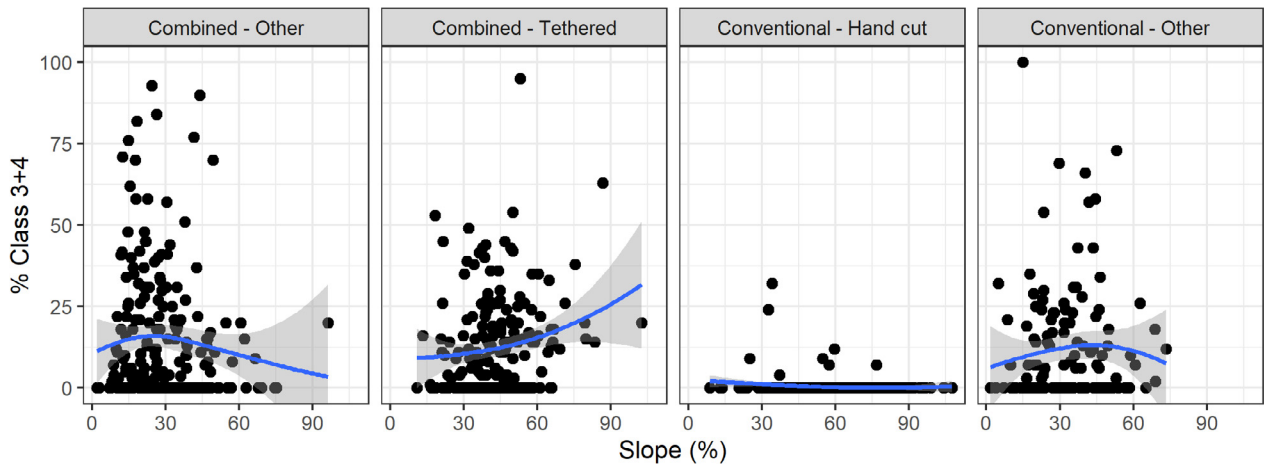 Combined - Other
Combined - Tethered
Conventional - Hand cut
Conventional - Other
% Class 3+4
100
75
50
25
0
0 30 60 90
0 30 60 90
0 30 60 90
0 30 60 90
Slope (%)